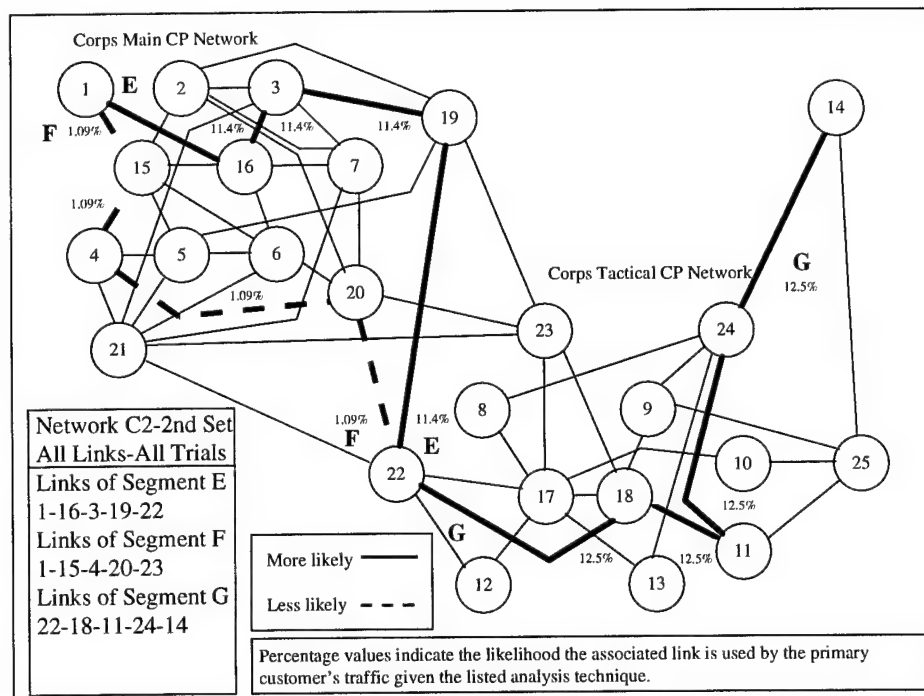 Corps Main CP Network
1
E
2
3
19
14
F
1.09%
11.4%
11.4%
11.4%
15
16
7
1.09%
4
5
6
1.09%
20
Corps Tactical CP Network
G
12.5%
21
23
24
8
9
1.09%
F
11.4%
E
22
10
25
17
18
12.5%
G
12.5%
12.5%
11
12
13
Network C2-2nd Set
All Links-All Trials
Links of Segment E
1-16-3-19-22
Links of Segment F
1-15-4-20-23
Links of Segment G
22-18-11-24-14
More likely
Less likely
Percentage values indicate the likelihood the associated link is used by the primary
customer's traffic given the listed analysis technique.